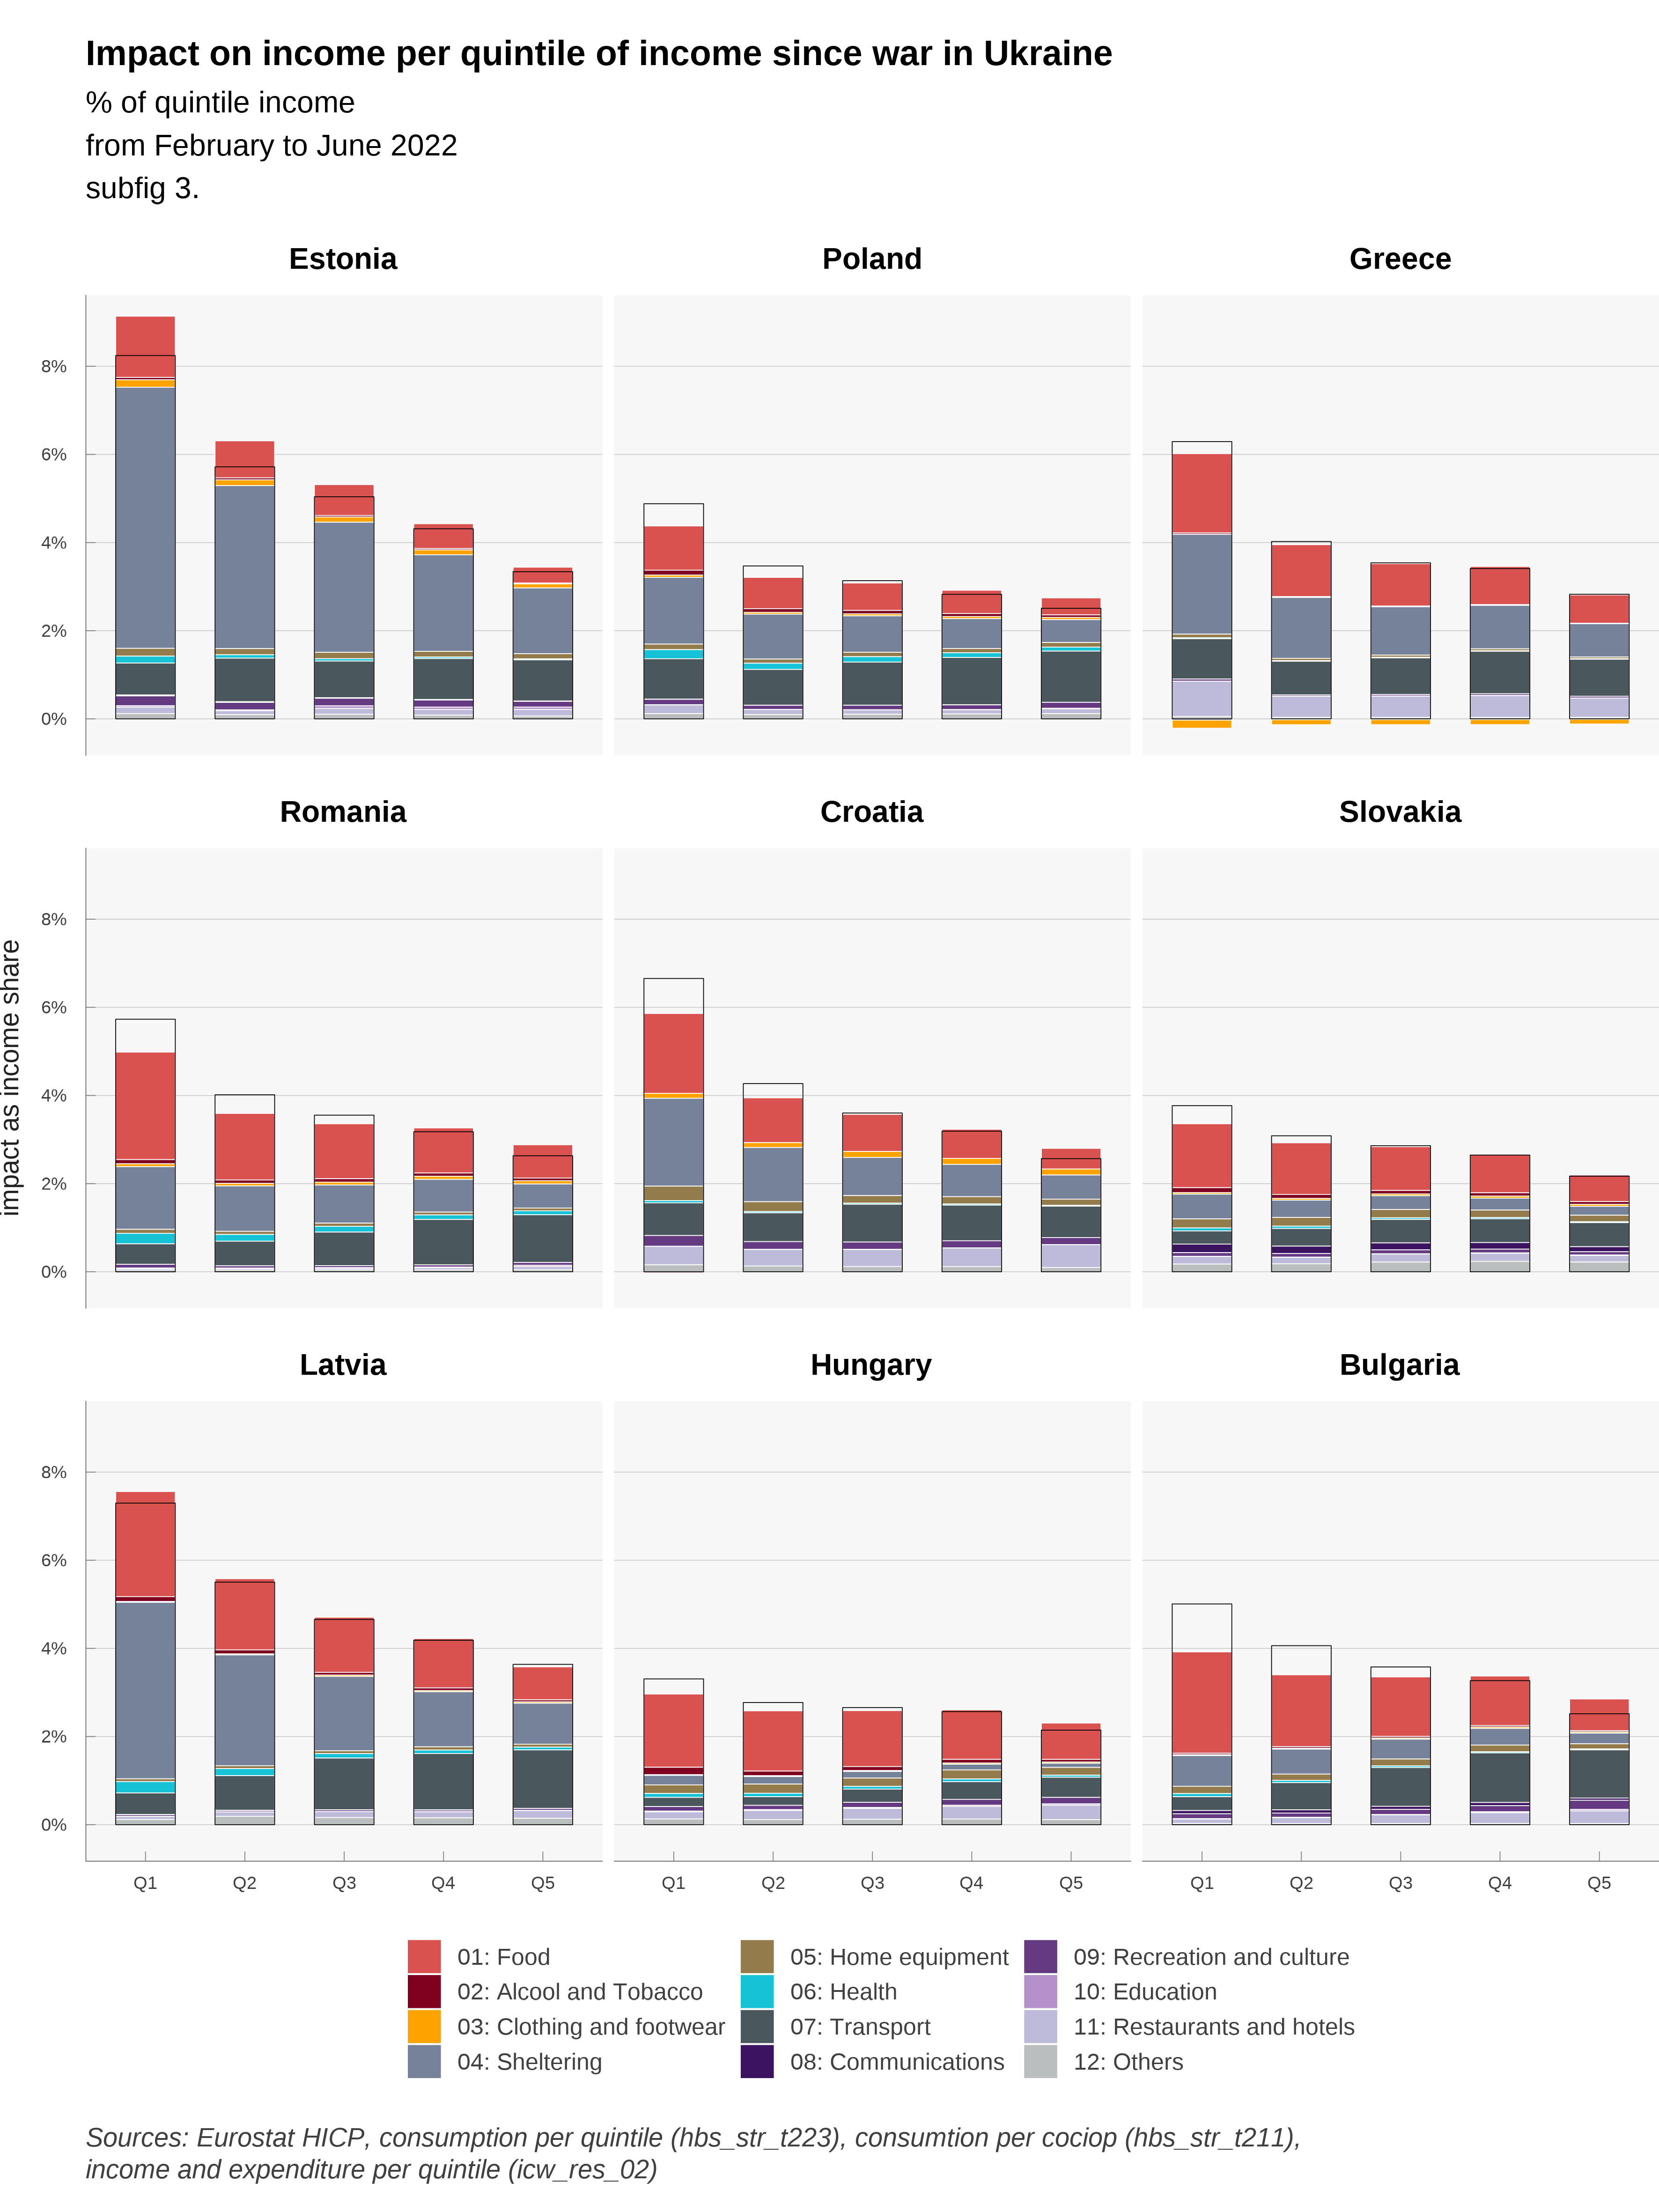 Impact on income per quintile of income since war in Ukraine
% of quintile income
from February to June 2022
subfig 3.
Estonia
Poland
Greece
8%
6%
4%
2%
0%
Romania
Croatia
Slovakia
impact as income share
8%
6%
4%
2%
0%
Latvia
Hungary
Bulgaria
8%
6%
4%
2%
0%
Q1 Q2 Q3 Q4 Q5 Q1 Q2 Q3 Q4 Q5 Q1 Q2 Q3 Q4 Q5
01: Food
02: Alcool and Tobacco
03: Clothing and footwear
04: Sheltering
05: Home equipment
06: Health
07: Transport
08: Communications
09: Recreation and culture
10: Education
11: Restaurants and hotels
12: Others
Sources: Eurostat HICP, consumption per quintile (hbs_str_t223), consumtion per cociop (hbs_str_t211),
income and expenditure per quintile (icw_res_02)